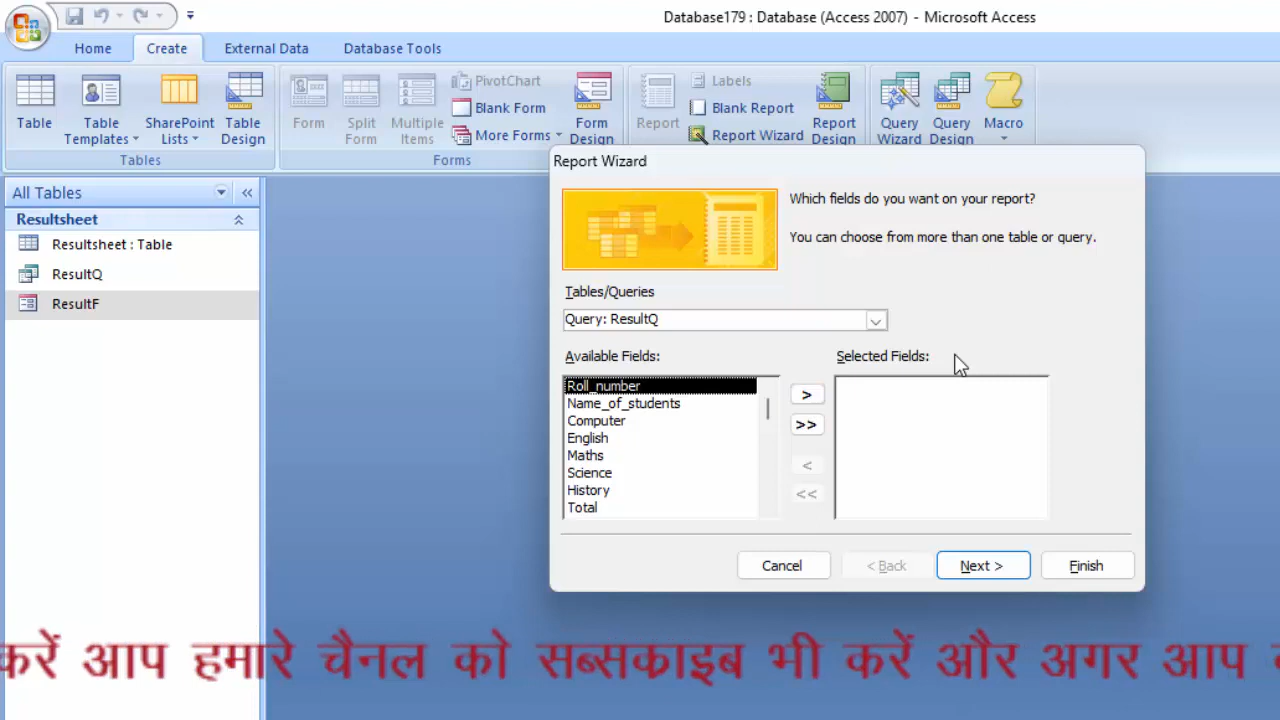 Database179 : Database (Access 2007) - Microsoft Access
Home Create External Data Database Tools
Table
Table Templates
SharePoint Lists
Table Design
Tables
Form
Split Form
Multiple Items
PivotChart
Blank Form
More Forms
Form Design
Forms
Report
Labels
Blank Report
Report Wizard
Report Design
Query Wizard
Query Design
Macro
All Tables «
Resultsheet
Resultsheet : Table
ResultQ
ResultF
Report Wizard
Which fields do you want on your report?
You can choose from more than one table or query.
Tables/Queries
Query: ResultQ
Available Fields:
Roll_number
Name_of_students
Computer
English
Maths
Science
History
Total
>
>>
<
<<
Selected Fields:
Cancel < Back Next > Finish
करें आप हमारे चैनल को सब्सक्राइब भी करें और अगर आप